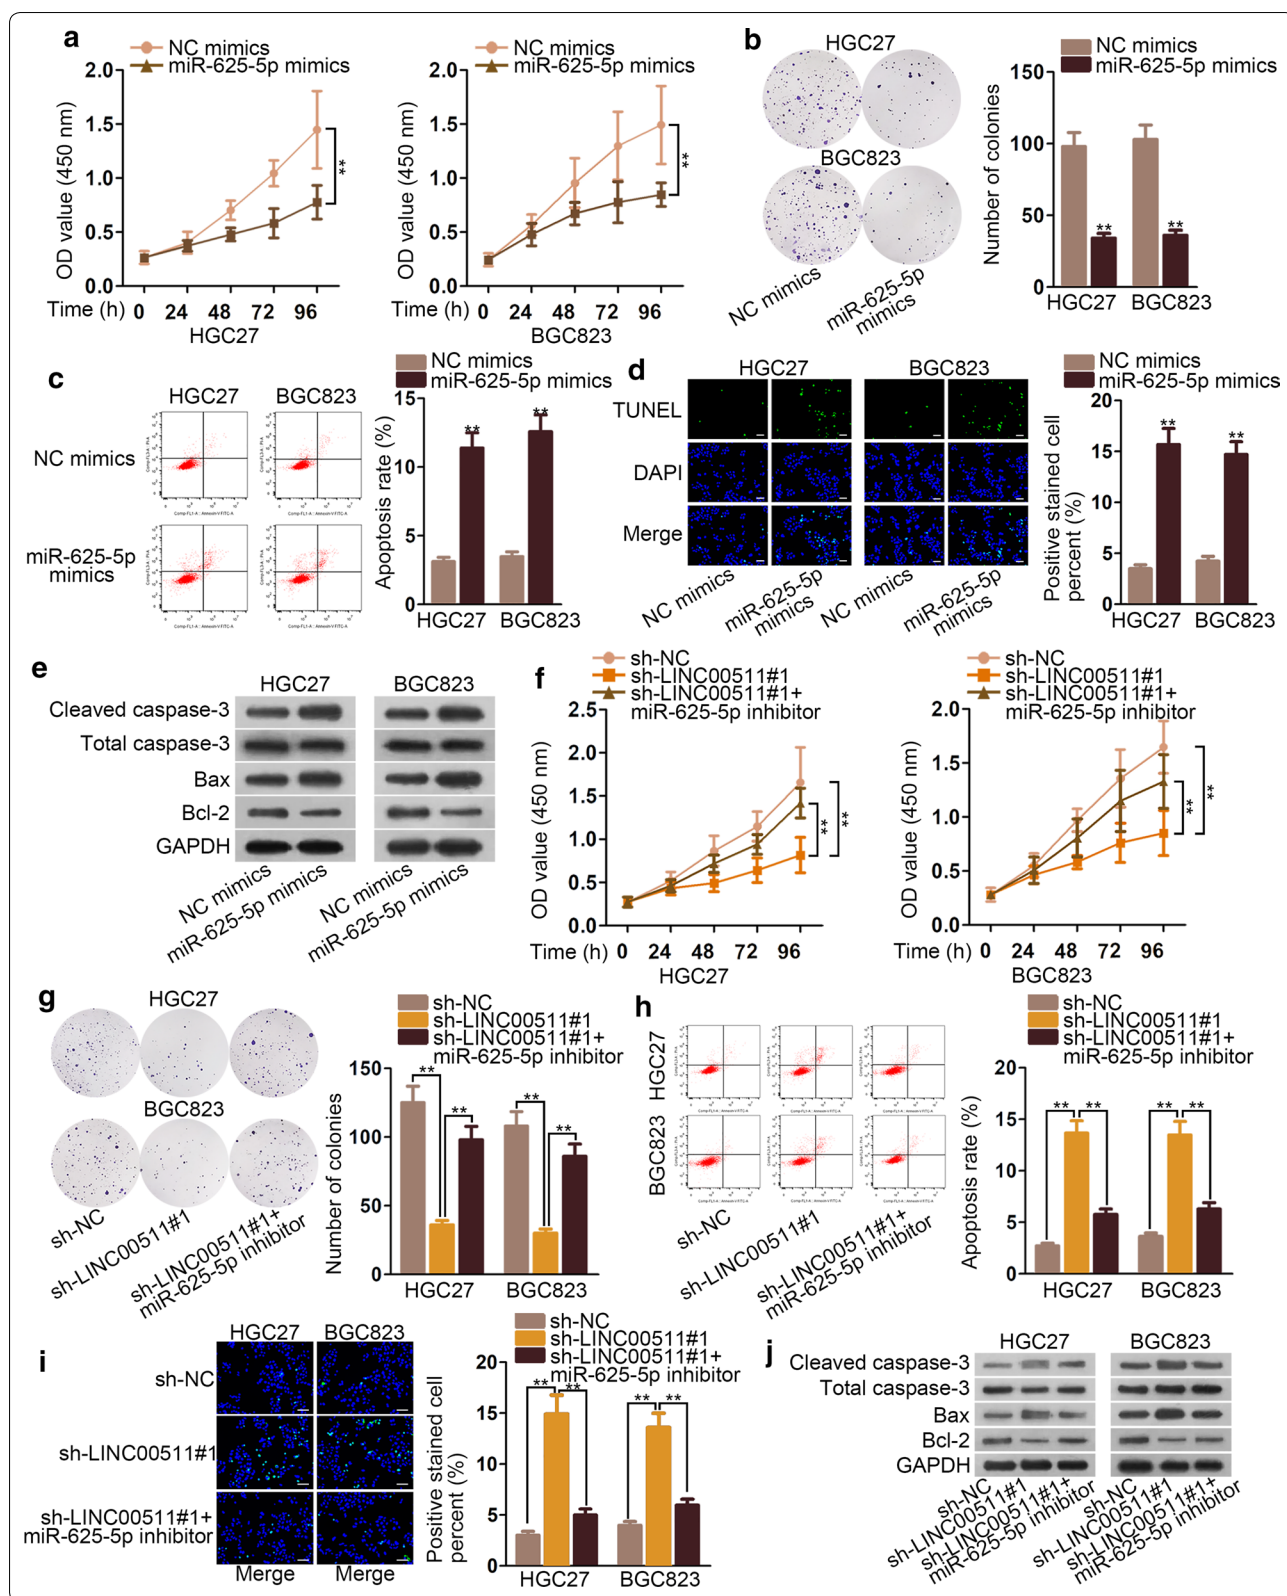 a
NC mimics
miR-625-5p mimics
OD value (450 nm)
2.0
1.5
1.0
0.5
0.0
**
Time (h) 0 24 48 72 96
HGC27
NC mimics
miR-625-5p mimics
OD value (450 nm)
2.0
1.5
1.0
0.5
0.0
**
0 24 48 72 96
BGC823
b
HGC27
BGC823
NC mimics
miR-625-5p
mimics
NC mimics
miR-625-5p mimics
Number of colonies
150
100
50
0
** **
HGC27 BGC823
c
HGC27 BGC823
NC mimics
miR-625-5p
mimics
NC mimics
miR-625-5p mimics
Apoptosis rate (%)
15
10
5
0
** **
HGC27 BGC823
d
HGC27 BGC823
TUNEL
DAPI
Merge
NC mimics
miR-625-5p
mimics
NC mimics
miR-625-5p
mimics
NC mimics
miR-625-5p mimics
Positive stained cell
percent (%)
20
15
10
5
0
** **
HGC27 BGC823
e
HGC27 BGC823
Cleaved caspase-3
Total caspase-3
Bax
Bcl-2
GAPDH
NC mimics
miR-625-5p mimics
NC mimics
miR-625-5p mimics
f
sh-NC
sh-LINC00511#1
sh-LINC00511#1+
miR-625-5p inhibitor
OD value (450 nm)
2.5
2.0
1.5
1.0
0.5
0.0
** **
Time (h) 0 24 48 72 96
HGC27
sh-NC
sh-LINC00511#1
sh-LINC00511#1+
miR-625-5p inhibitor
OD value (450 nm)
2.0
1.5
1.0
0.5
0.0
** **
Time (h) 0 24 48 72 96
BGC823
g
HGC27
BGC823
sh-NC
sh-LINC00511#1
sh-LINC00511#1+
miR-625-5p inhibitor
sh-NC
sh-LINC00511#1
sh-LINC00511#1+
miR-625-5p inhibitor
Number of colonies
150
100
50
0
** ** ** **
HGC27 BGC823
h
HGC27
BGC823
sh-NC
sh-LINC00511#1
sh-LINC00511#1+
miR-625-5p inhibitor
sh-NC
sh-LINC00511#1
sh-LINC00511#1+
miR-625-5p inhibitor
Apoptosis rate (%)
20
15
10
5
0
** ** ** **
HGC27 BGC823
i
HGC27 BGC823
sh-NC
sh-LINC00511#1
sh-LINC00511#1+
miR-625-5p inhibitor
Merge Merge
sh-NC
sh-LINC00511#1
sh-LINC00511#1+
miR-625-5p inhibitor
Positive stained cell
percent (%)
20
15
10
5
0
** ** ** **
HGC27 BGC823
j
HGC27 BGC823
Cleaved caspase-3
Total caspase-3
Bax
Bcl-2
GAPDH
sh-NC
sh-LINC00511#1
sh-LINC00511#1+
miR-625-5p inhibitor
sh-NC
sh-LINC00511#1
sh-LINC00511#1+
miR-625-5p inhibitor